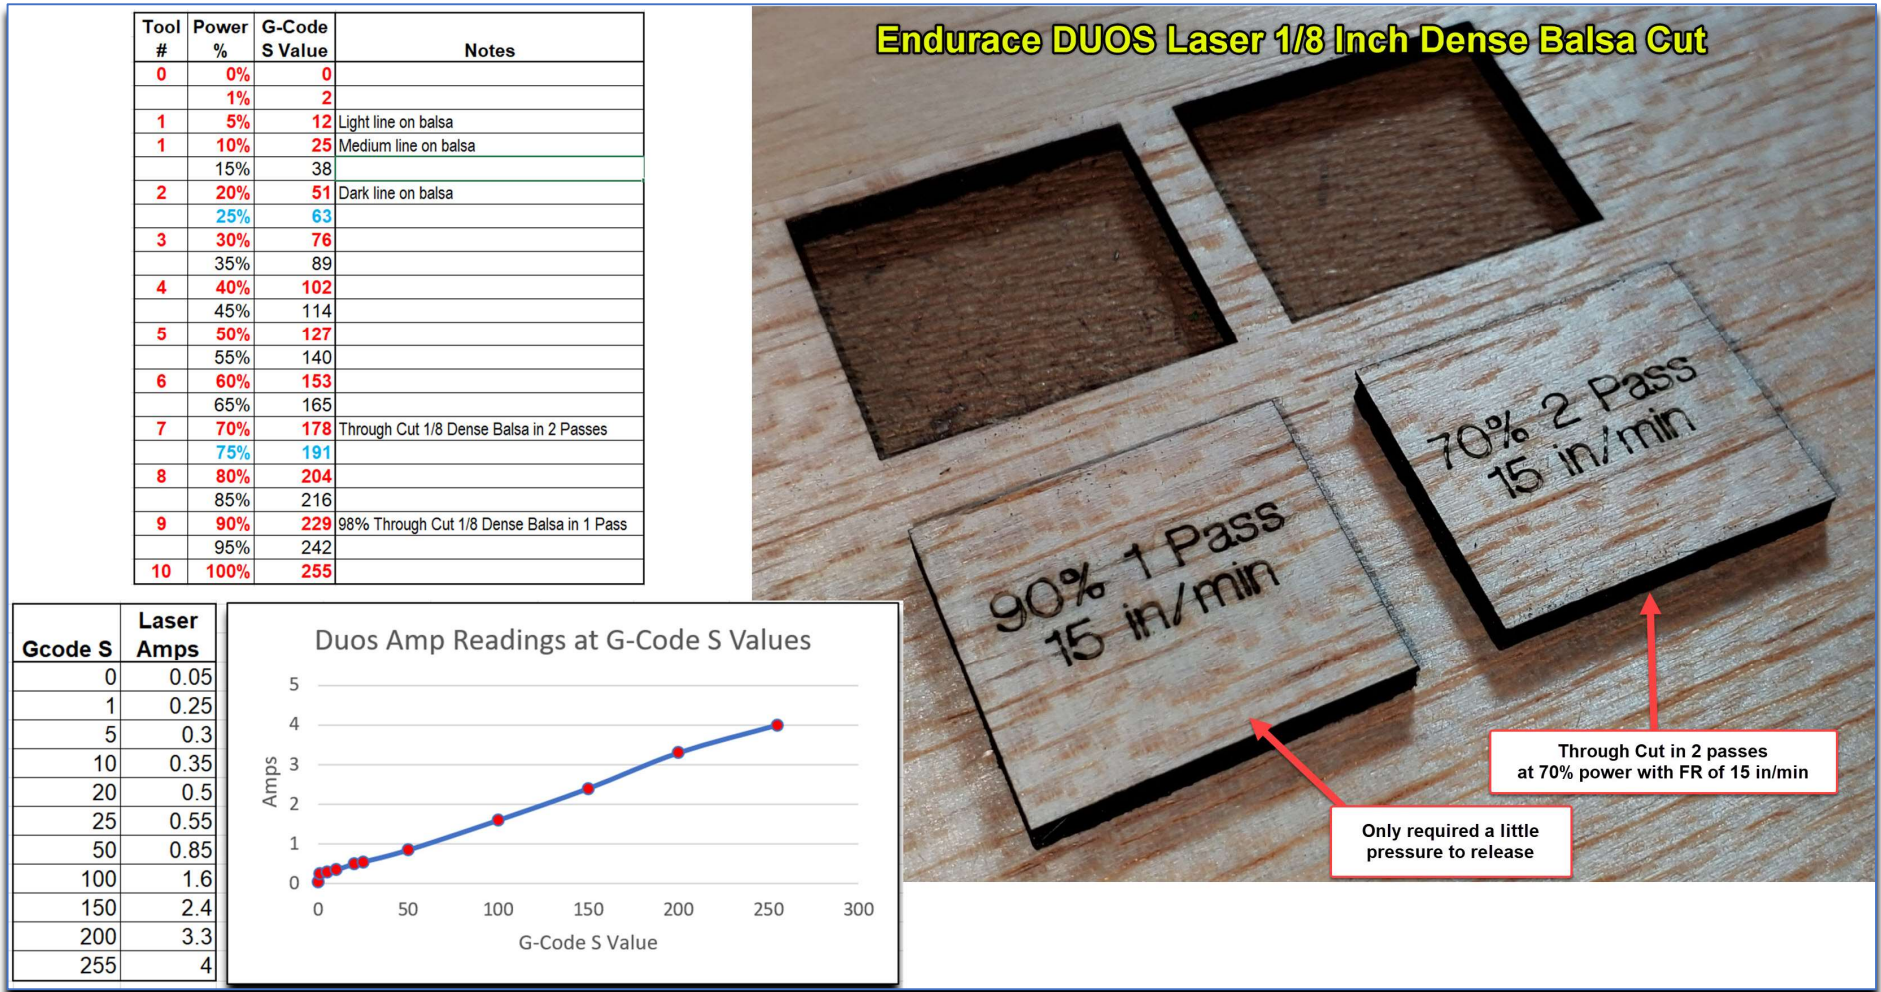 Endurace DUOS Laser 1/8 Inch Dense Balsa Cut
Tool # Power % G-Code S Value Notes
0 0% 0
1% 2
1 5% 12 Light line on balsa
1 10% 25 Medium line on balsa
15% 38
2 20% 51 Dark line on balsa
25% 63
3 30% 76
35% 89
4 40% 102
45% 114
5 50% 127
55% 140
6 60% 153
65% 165
7 70% 178 Through Cut 1/8 Dense Balsa in 2 Passes
75% 191
8 80% 204
85% 216
9 90% 229 98% Through Cut 1/8 Dense Balsa in 1 Pass
95% 242
10 100% 255
Gcode S Laser Amps
0 0.05
1 0.25
5 0.3
10 0.35
20 0.5
25 0.55
50 0.85
100 1.6
150 2.4
200 3.3
255 4
Duos Amp Readings at G-Code S Values
5
4
3
2
1
0
Amps
0 50 100 150 200 250 300
G-Code S Value
70% 2 Pass
15 in/min
90% 1 Pass
15 in/min
Through Cut in 2 passes
at 70% power with FR of 15 in/min
Only required a little
pressure to release